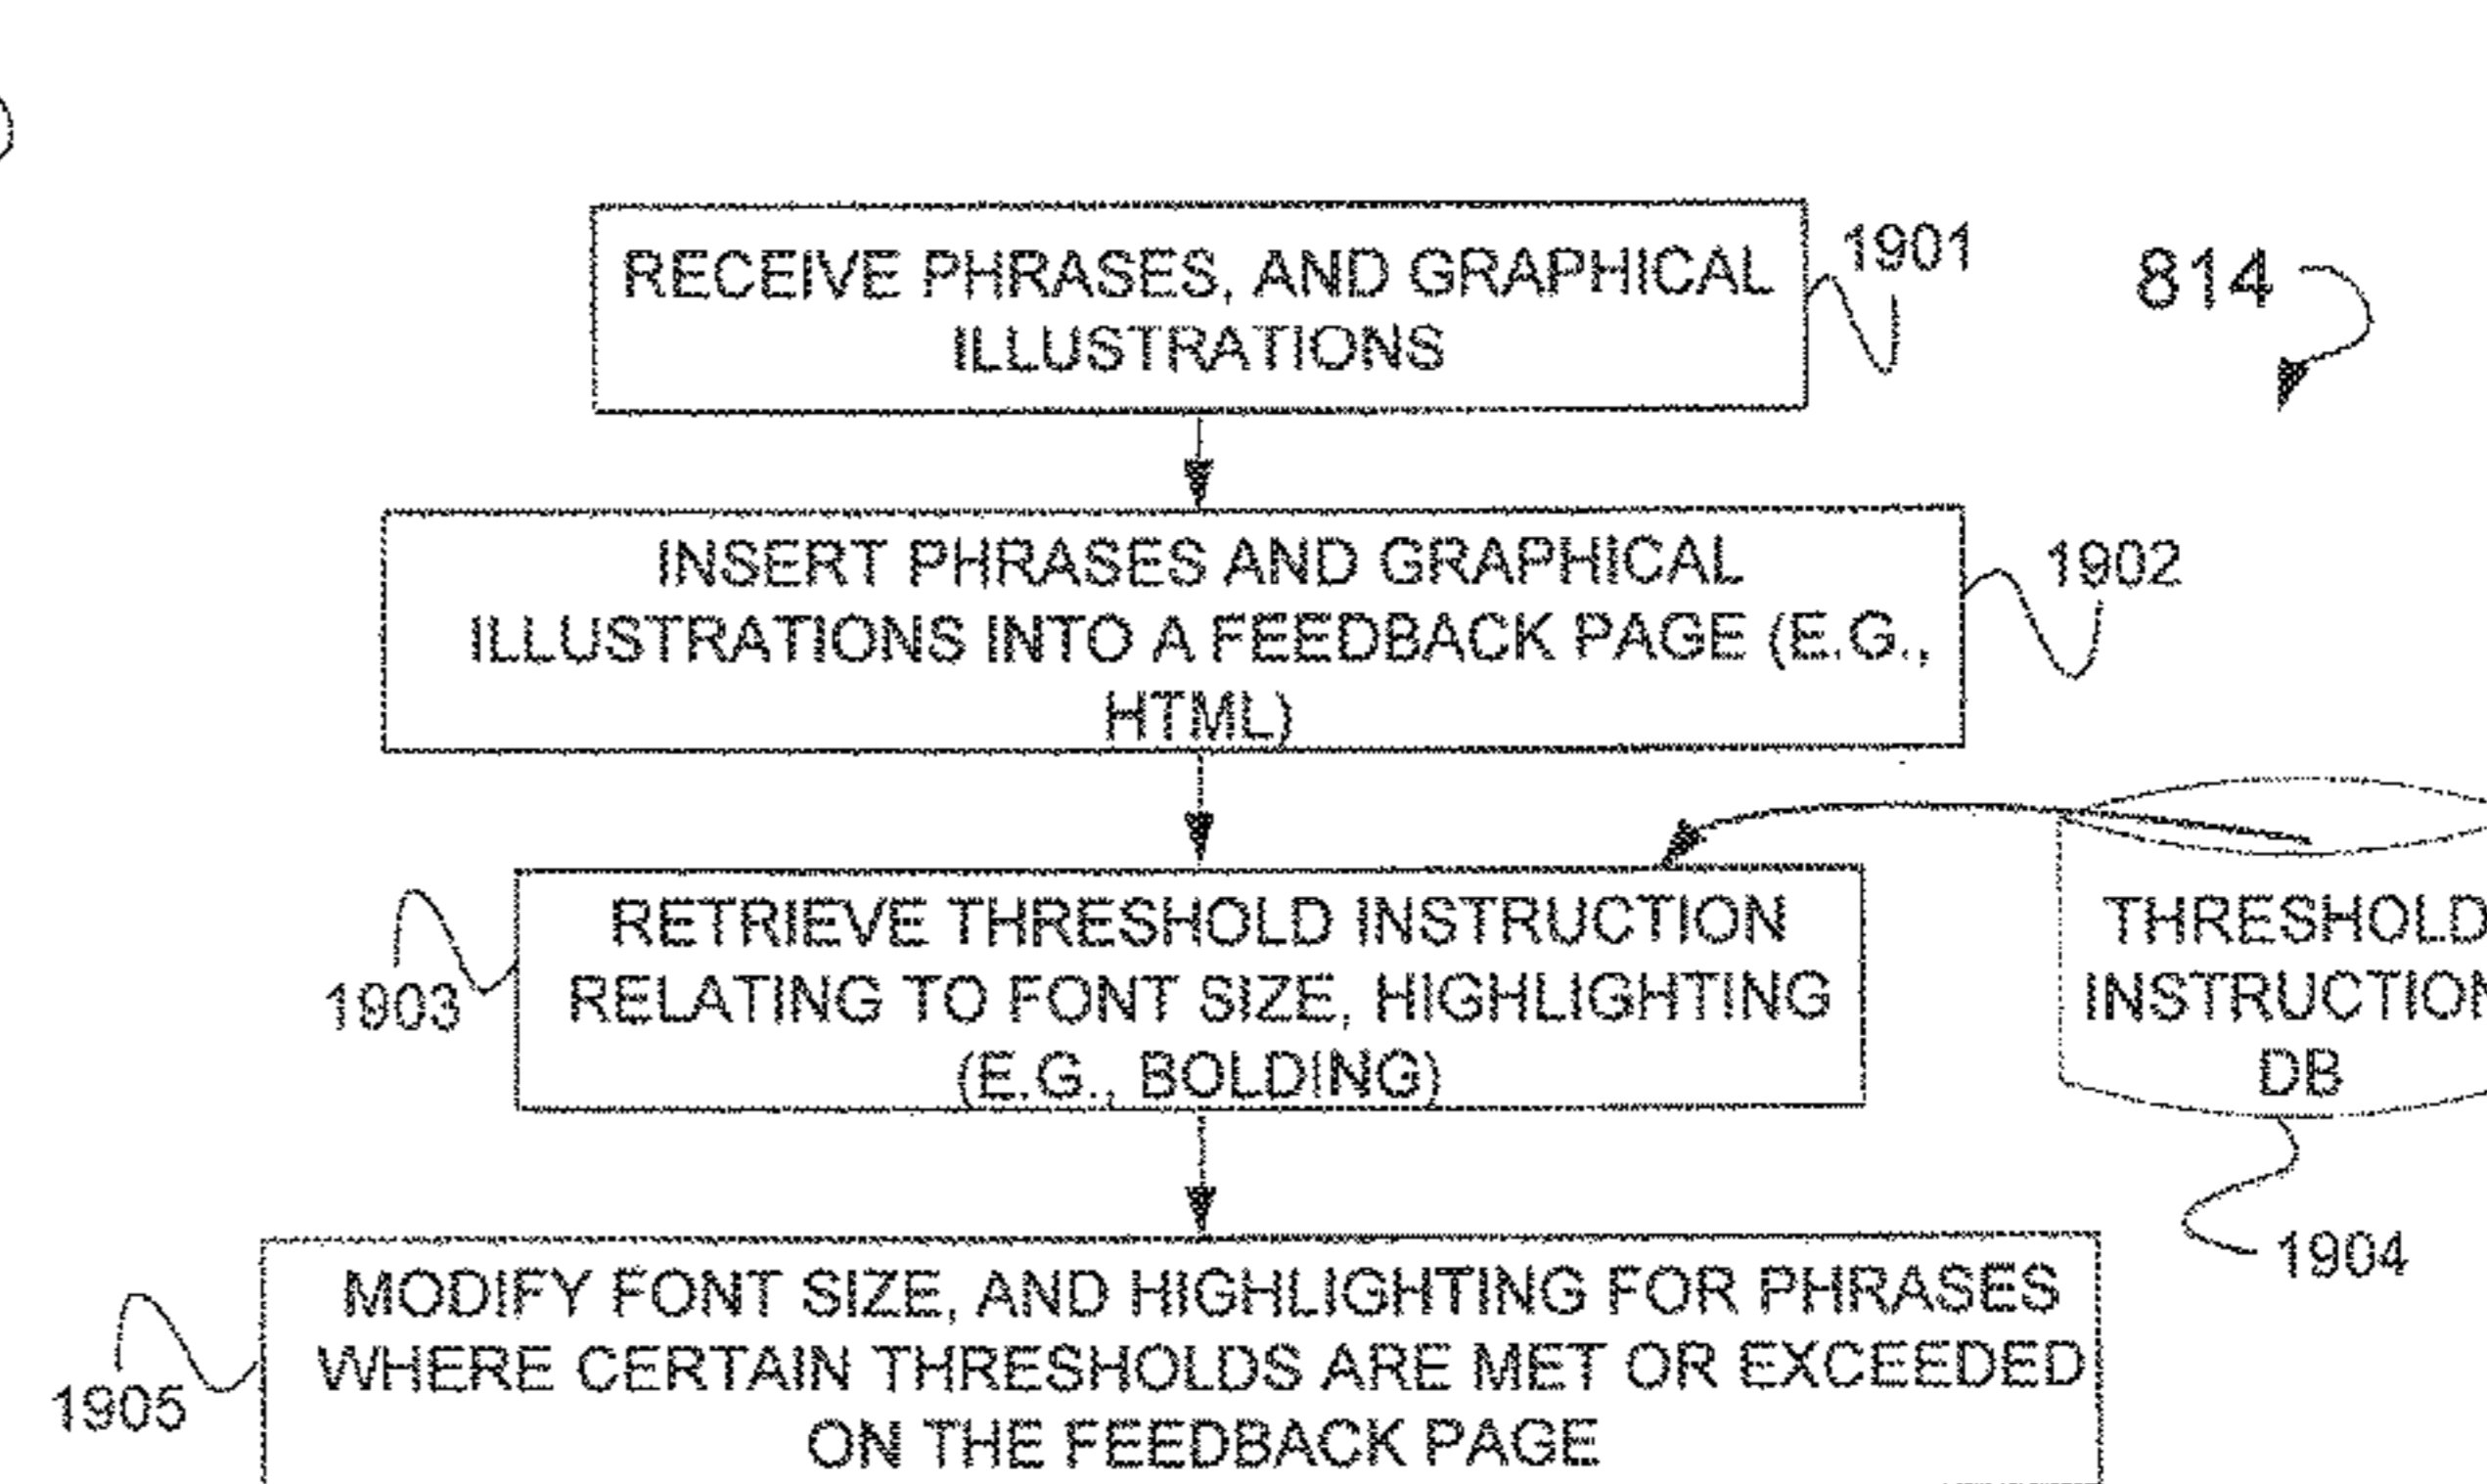 RECEIVE PHRASES, AND GRAPHICAL
ILLUSTRATIONS
1901
814
INSERT PHRASES AND GRAPHICAL
ILLUSTRATIONS INTO A FEEDBACK PAGE (E.G.,
HTML)
1902
RETRIEVE THRESHOLD INSTRUCTION
RELATING TO FONT SIZE, HIGHLIGHTING
(E.G., BOLDING)
1903
THRESHOLD
INSTRUCTION
DB
1904
MODIFY FONT SIZE, AND HIGHLIGHTING FOR PHRASES
WHERE CERTAIN THRESHOLDS ARE MET OR EXCEEDED
ON THE FEEDBACK PAGE
1905